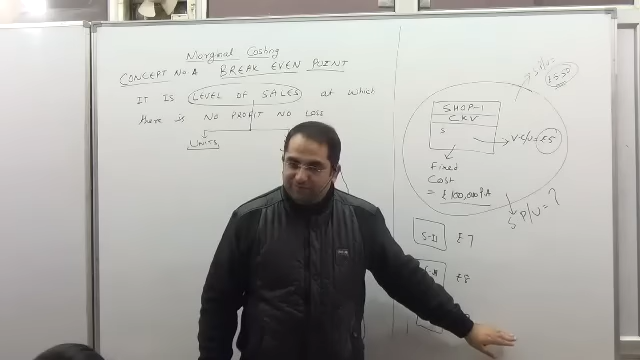 Marginal Costing
CONCEPT NO.1 BREAK EVEN POINT
IT IS LEVEL OF SALES at which
there is NO PROFIT NO LOSS
UNITS
SHOP-1
CKV
S
V.C/U = ₹5
Fixed
Cost
= ₹100,000 P.A
S P/U = ?
S-II ₹7
₹8